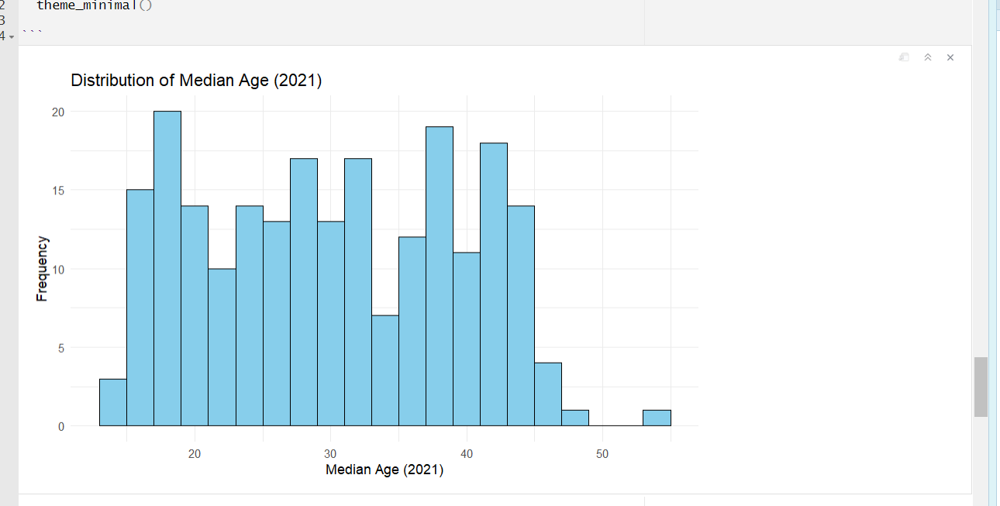 2
theme_minimal()
3
4
```
Distribution of Median Age (2021)
20
15
10
5
0
Frequency
20 30 40 50
Median Age (2021)